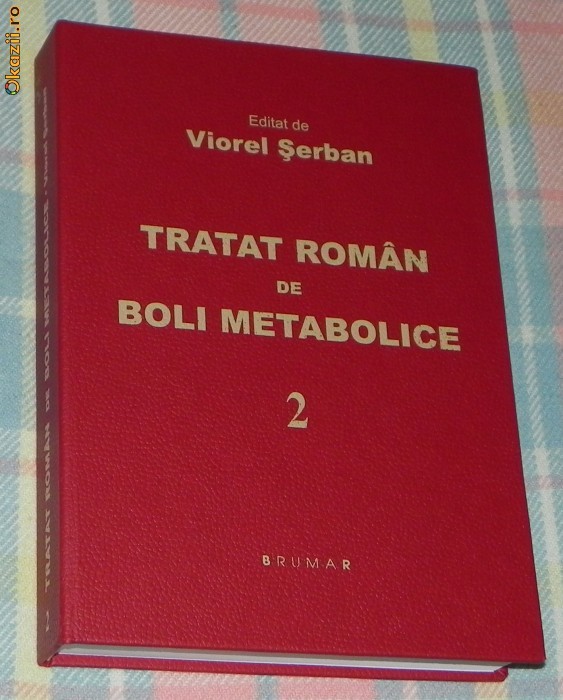 Okazii.ro
Editat de
Viorel Şerban
TRATAT ROMÂN
DE
BOLI METABOLICE
2
BRUMAR
2 TRATAT ROMÂN DE BOLI METABOLICE · Viorel Şerban